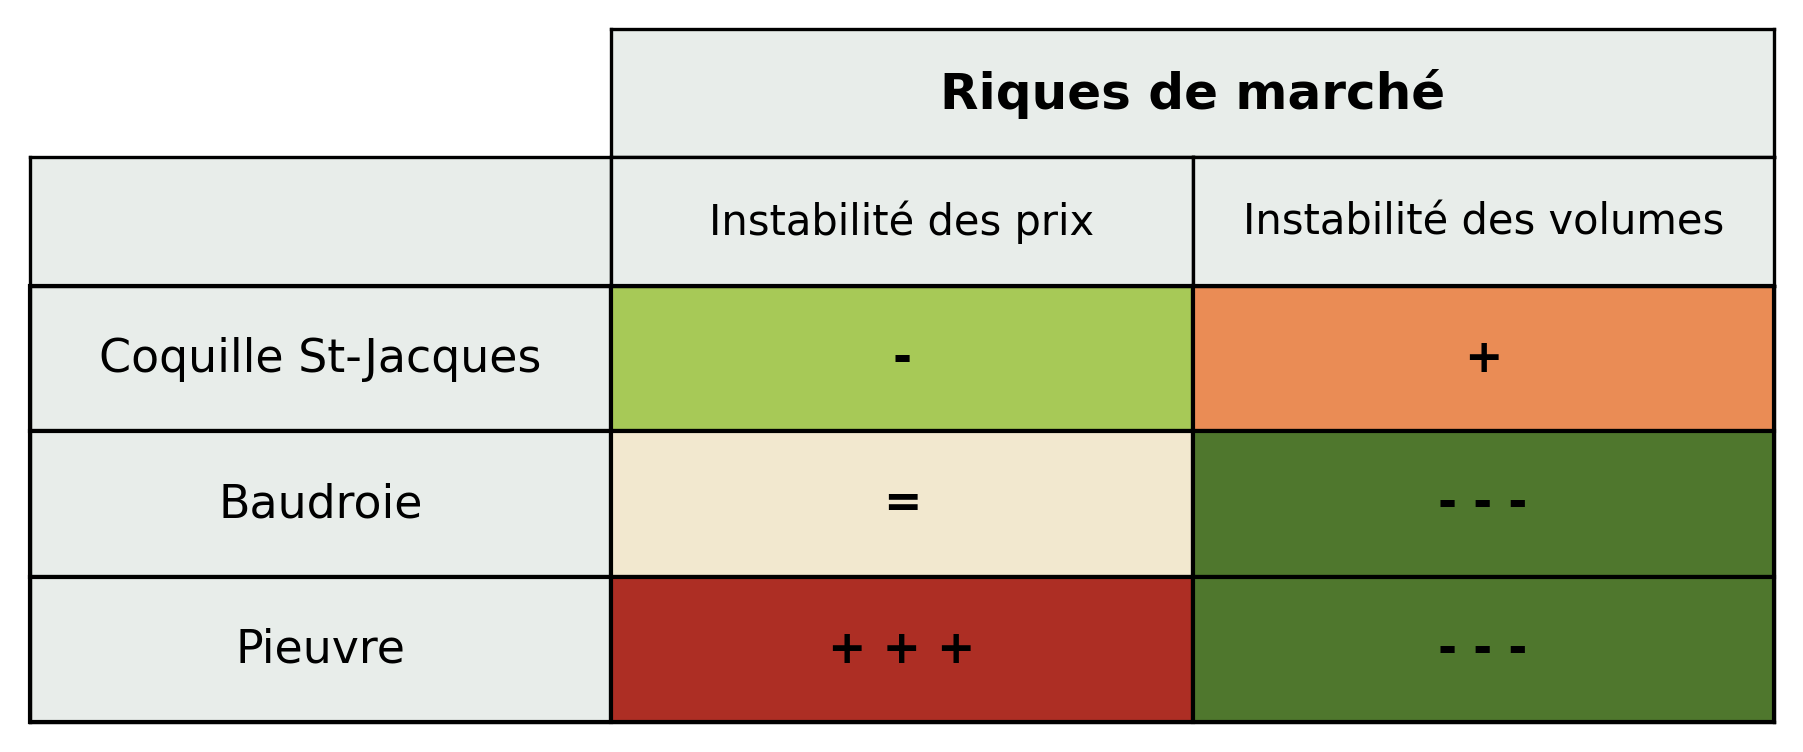 Riques de marché
Instabilité des prix Instabilité des volumes
Coquille St-Jacques - +
Baudroie = - - -
Pieuvre + + + - - -